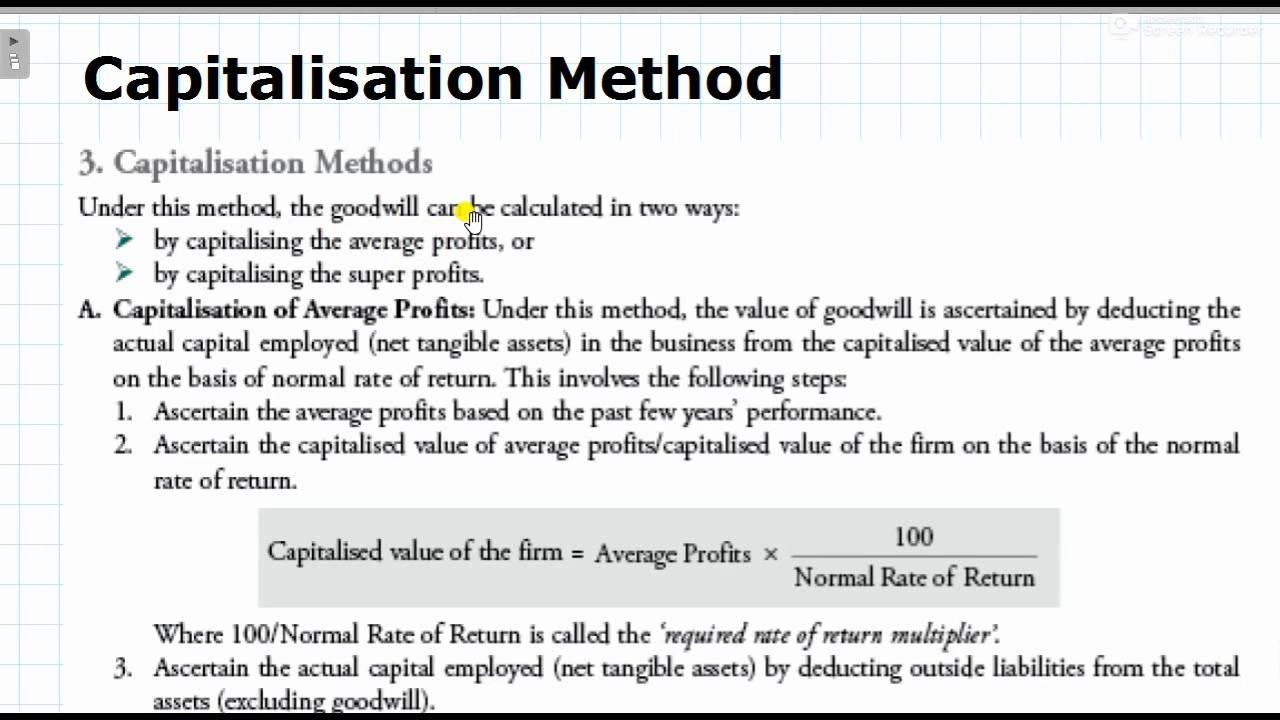 Screen Recorder
Capitalisation Method
3. Capitalisation Methods
Under this method, the goodwill can be calculated in two ways:
by capitalising the average profits, or
by capitalising the super profits.
A. Capitalisation of Average Profits: Under this method, the value of goodwill is ascertained by deducting the
actual capital employed (net tangible assets) in the business from the capitalised value of the average profits
on the basis of normal rate of return. This involves the following steps:
1. Ascertain the average profits based on the past few years’ performance.
2. Ascertain the capitalised value of average profits/capitalised value of the firm on the basis of the normal
rate of return.
Capitalised value of the firm = Average Profits × 100
Normal Rate of Return
Where 100/Normal Rate of Return is called the ‘required rate of return multiplier’.
3. Ascertain the actual capital employed (net tangible assets) by deducting outside liabilities from the total
assets (excluding goodwill).